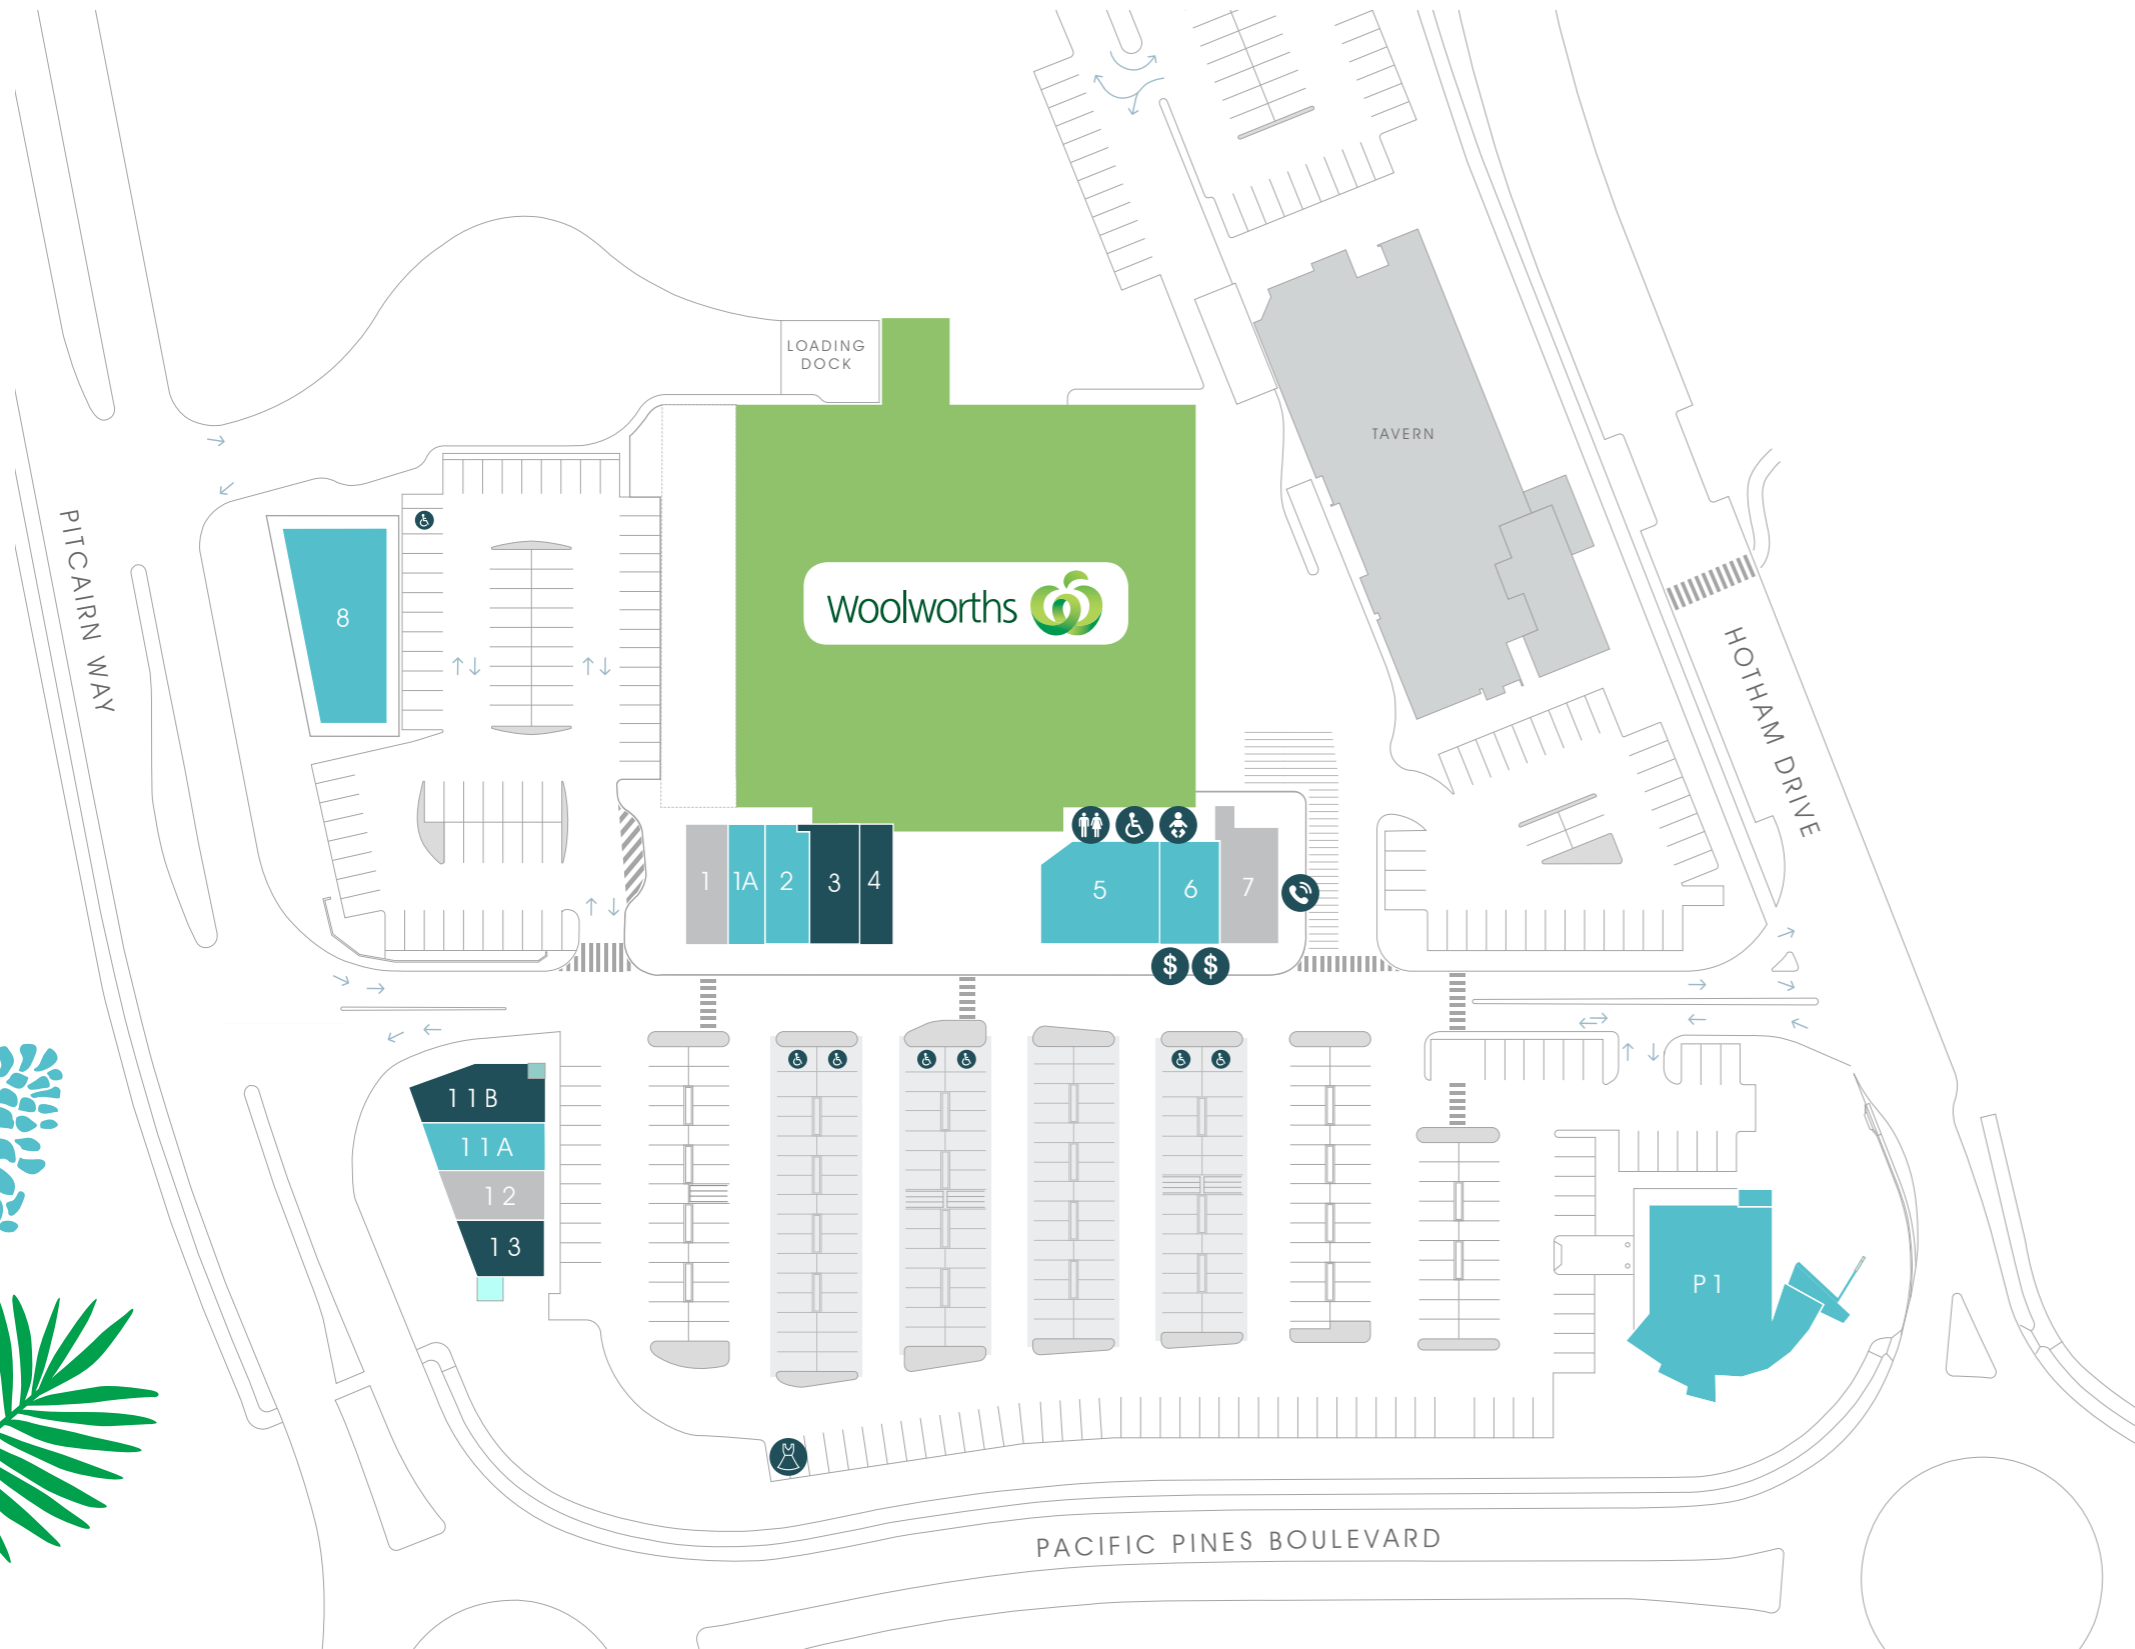 LOADING
DOCK
TAVERN
PITCAIRN WAY
8
woolworths
HOTHAM DRIVE
1
1A
2
3
4
5
6
7
$
$
11B
11A
12
13
P1
PACIFIC PINES BOULEVARD